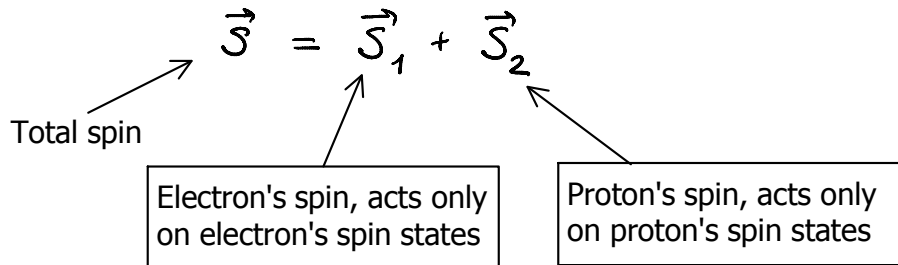 S⃗ = S⃗₁ + S⃗₂
Total spin
Electron's spin, acts only
on electron's spin states
Proton's spin, acts only
on proton's spin states